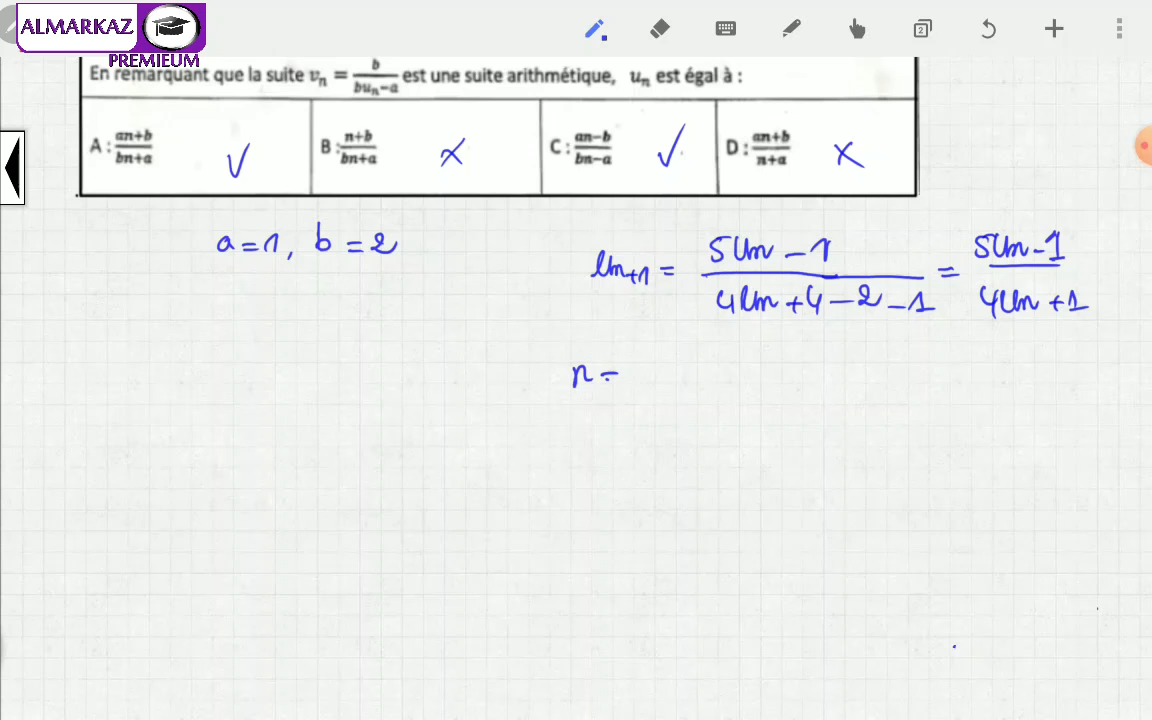 ALMARKAZ
PREMIEUM
2
En remarquant que la suite vₙ = b/(buₙ−a) est une suite arithmétique, uₙ est égal à :
A : (an+b)/(bn+a) ✓ B : (n+b)/(bn+a) × C : (an−b)/(bn−a) ✓ D : (an+b)/(n+a) ×
a = 1, b = 2
Uₙ₊₁ = (5Uₙ − 1)/(4Uₙ + 4 − 2 − 1) = (5Uₙ − 1)/(4Uₙ + 1)
n =